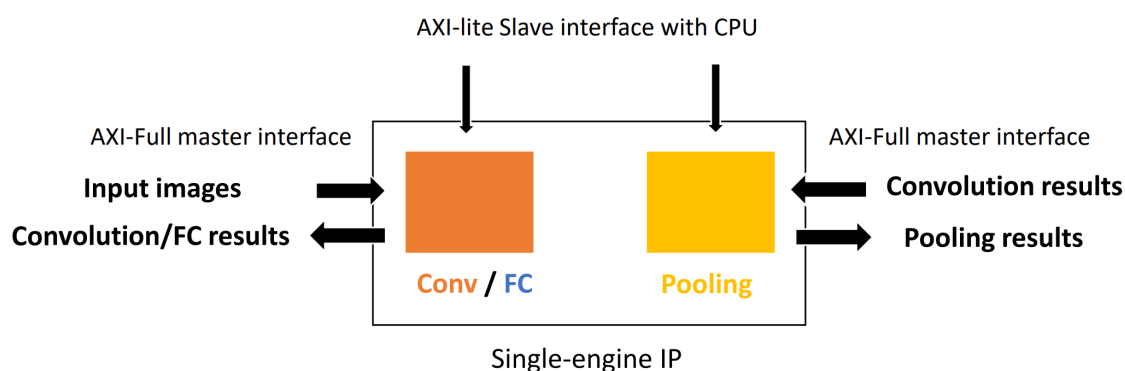 AXI-lite Slave interface with CPU
AXI-Full master interface
AXI-Full master interface
Input images
Convolution results
Convolution/FC results
Pooling results
Conv / FC
Pooling
Single-engine IP